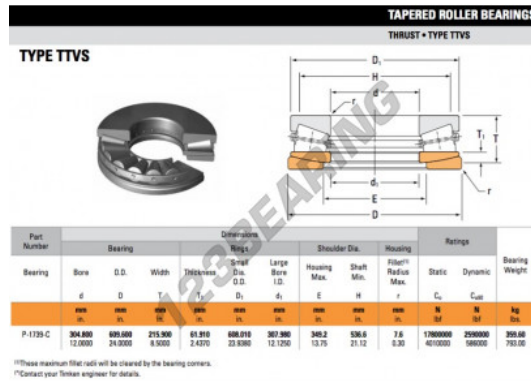 TAPERED ROLLER BEARINGS
THRUST • TYPE TTVS
TYPE TTVS
D₁
H
d
r
T₁
T
d₁
E
D
r
123BEARING
Part Number
Dimensions
Ratings
Bearing Weight
Bearing
Rings
Shoulder Dia.
Housing
Bearing
Bore
O.D.
Width
Thickness
Small Dia. O.D.
Large Bore I.D.
Housing Max.
Shaft Min.
Fillet⁽¹⁾ Radius Max.
Static
Dynamic
d D T T₁ D₁ d₁ E H r C₀
mm mm mm mm mm mm mm mm mm N N kg
in. in. in. in. in. in. in. in. in. lbf lbf lbs.
P-1739-C 304.800 609.600 215.900 61.910 608.010 307.980 349.2 536.6 7.6 17800000 2590000 359.60
12.0000 24.0000 8.5000 2.4370 23.9380 12.1250 13.75 21.12 0.30 4010000 586000 793.00
⁽¹⁾These maximum fillet radii will be cleared by the bearing corners.
Contact your Timken engineer for details.